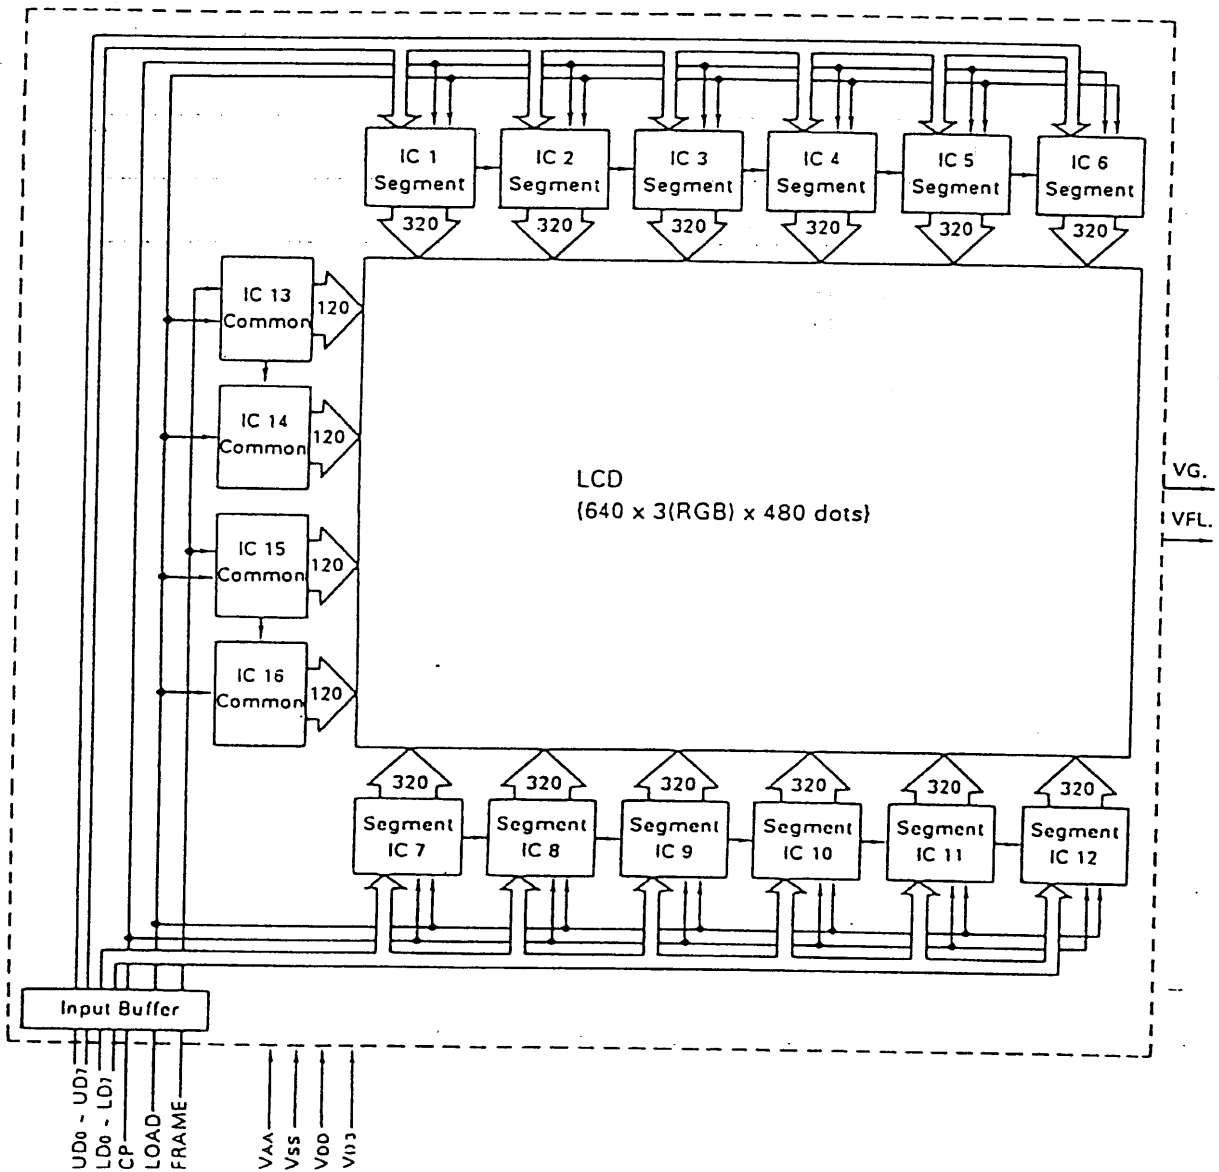 IC 1
Segment
IC 2
Segment
IC 3
Segment
IC 4
Segment
IC 5
Segment
IC 6
Segment
320
320
320
320
320
320
IC 13
Common
120
IC 14
Common
120
IC 15
Common
120
IC 16
Common
120
LCD
(640 x 3(RGB) x 480 dots)
VG.
VFL.
320
320
320
320
320
320
Segment
IC 7
Segment
IC 8
Segment
IC 9
Segment
IC 10
Segment
IC 11
Segment
IC 12
Input Buffer
UD0 ~ UD7
LD0 ~ LD7
CP
LOAD
FRAME
VAA
VSS
VDD